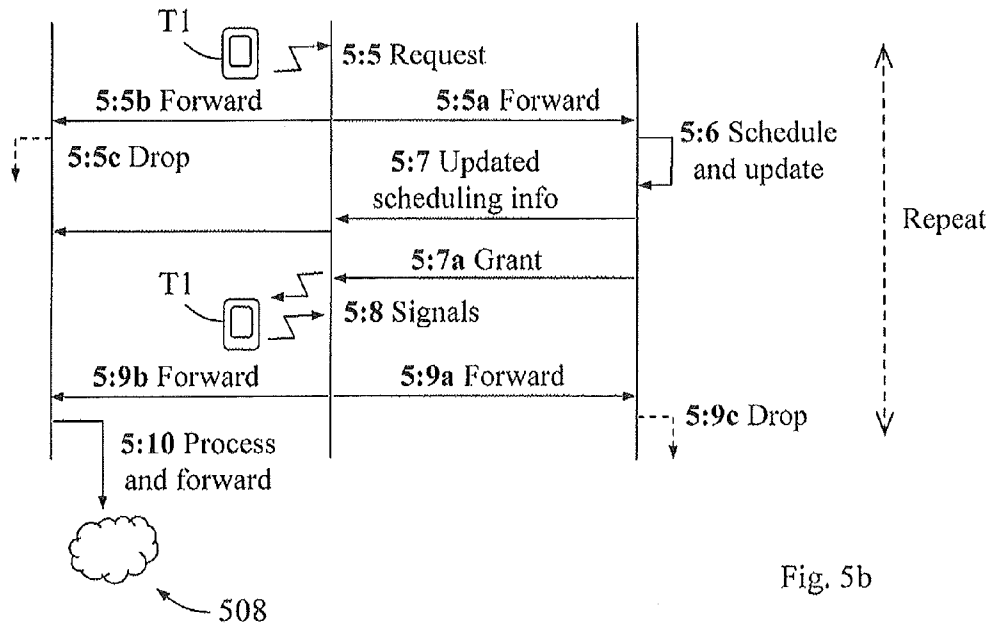 T1
5:5 Request
5:5b Forward
5:5a Forward
5:5c Drop
5:6 Schedule
and update
5:7 Updated
scheduling info
Repeat
5:7a Grant
T1
5:8 Signals
5:9b Forward
5:9a Forward
5:9c Drop
5:10 Process
and forward
508
Fig. 5b